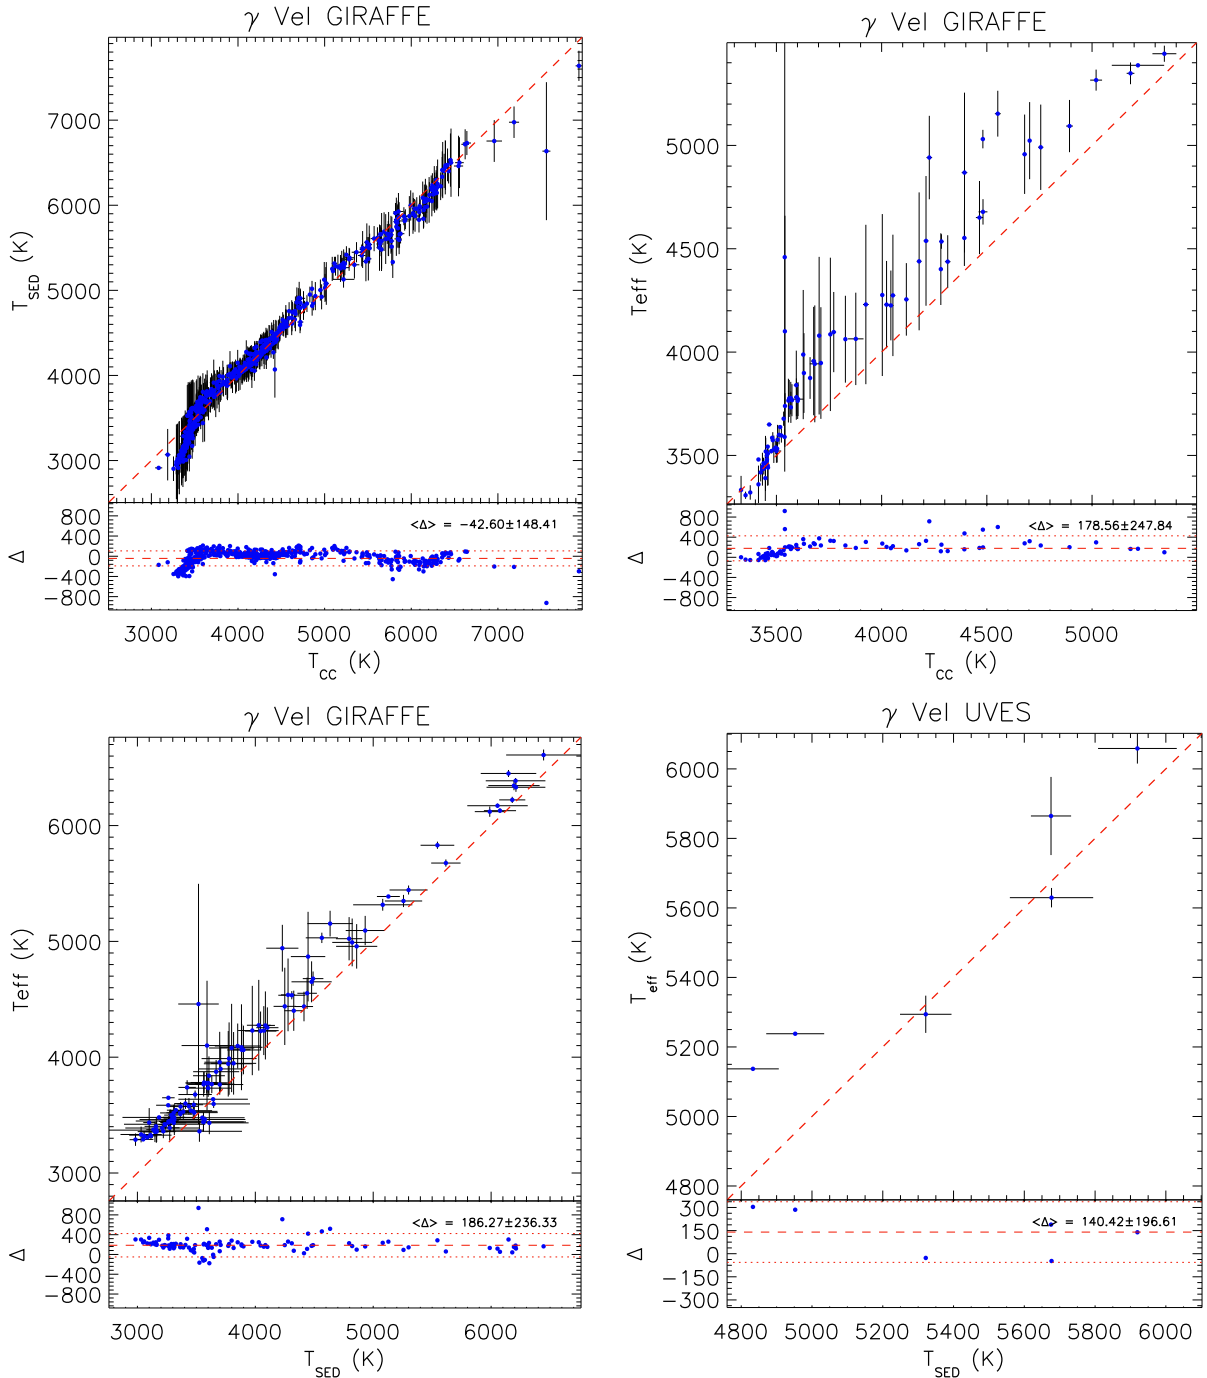 γ Vel GIRAFFE
7000
6000
5000
4000
3000
T_SED (K)
800
400
0
−400
−800
Δ
<Δ> = −42.60±148.41
3000 4000 5000 6000 7000
T_CC (K)
γ Vel GIRAFFE
5000
4500
4000
3500
Teff (K)
800
400
0
−400
−800
Δ
<Δ> = 178.56±247.84
3500 4000 4500 5000
T_CC (K)
γ Vel GIRAFFE
6000
5000
4000
3000
Teff (K)
800
400
0
−400
−800
Δ
<Δ> = 186.27±236.33
3000 4000 5000 6000
T_SED (K)
γ Vel UVES
6000
5800
5600
5400
5200
5000
4800
T_eff (K)
300
150
0
−150
−300
Δ
<Δ> = 140.42±196.61
4800 5000 5200 5400 5600 5800 6000
T_SED (K)